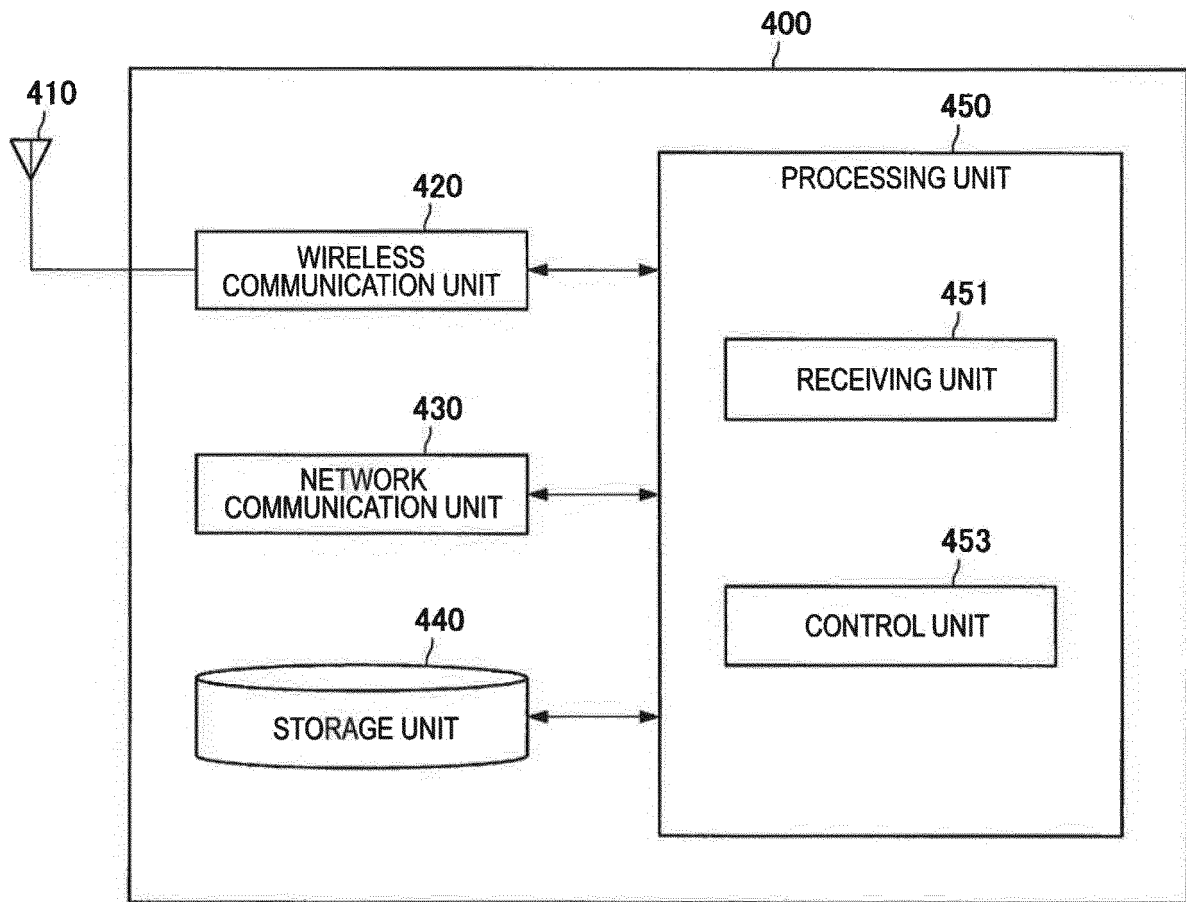 400
410
450
PROCESSING UNIT
420
WIRELESS
COMMUNICATION UNIT
451
RECEIVING UNIT
430
NETWORK
COMMUNICATION UNIT
453
CONTROL UNIT
440
STORAGE UNIT